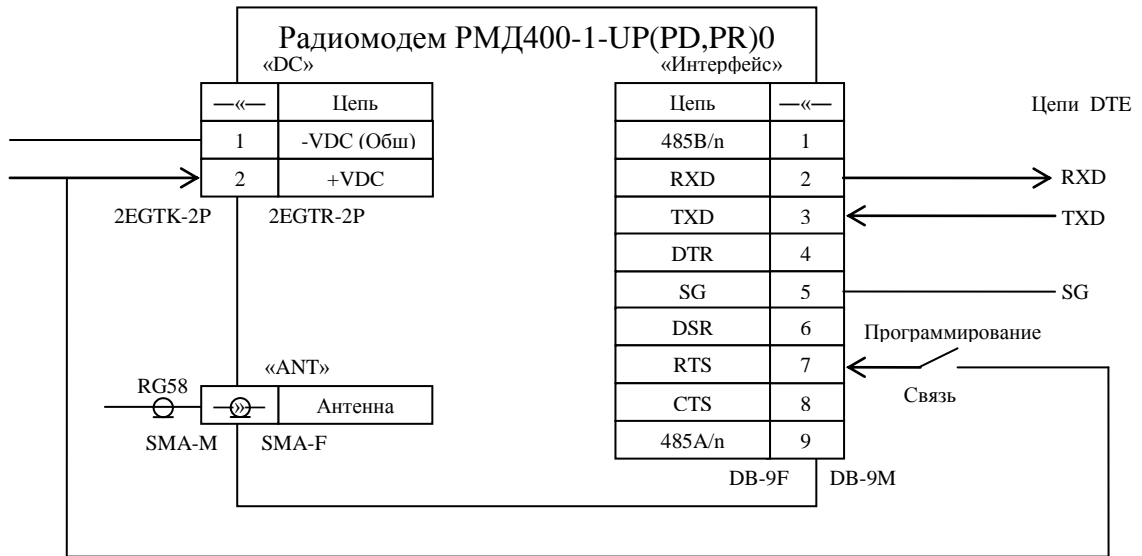 Радиомодем РМД400-1-UP(PD,PR)0
«DC»
«Интерфейс»
—«— Цепь
1 -VDC (Общ)
2 +VDC
2EGTK-2P 2EGTR-2P
Цепь —«—
485B/n 1
RXD 2
TXD 3
DTR 4
SG 5
DSR 6
RTS 7
CTS 8
485A/n 9
DB-9F DB-9M
Цепи DTE
RXD
TXD
SG
Программирование
Связь
«ANT»
RG58
—»— Антенна
SMA-M SMA-F